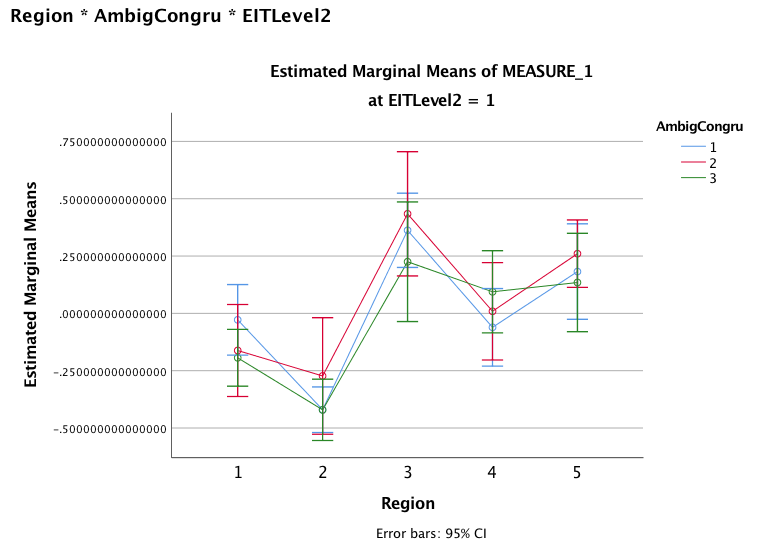 Region * AmbigCongru * EITLevel2
Estimated Marginal Means of MEASURE_1
at EITLevel2 = 1
AmbigCongru
1
2
3
Estimated Marginal Means
.750000000000000
.500000000000000
.250000000000000
.000000000000000
-.250000000000000
-.500000000000000
1 2 3 4 5
Region
Error bars: 95% CI